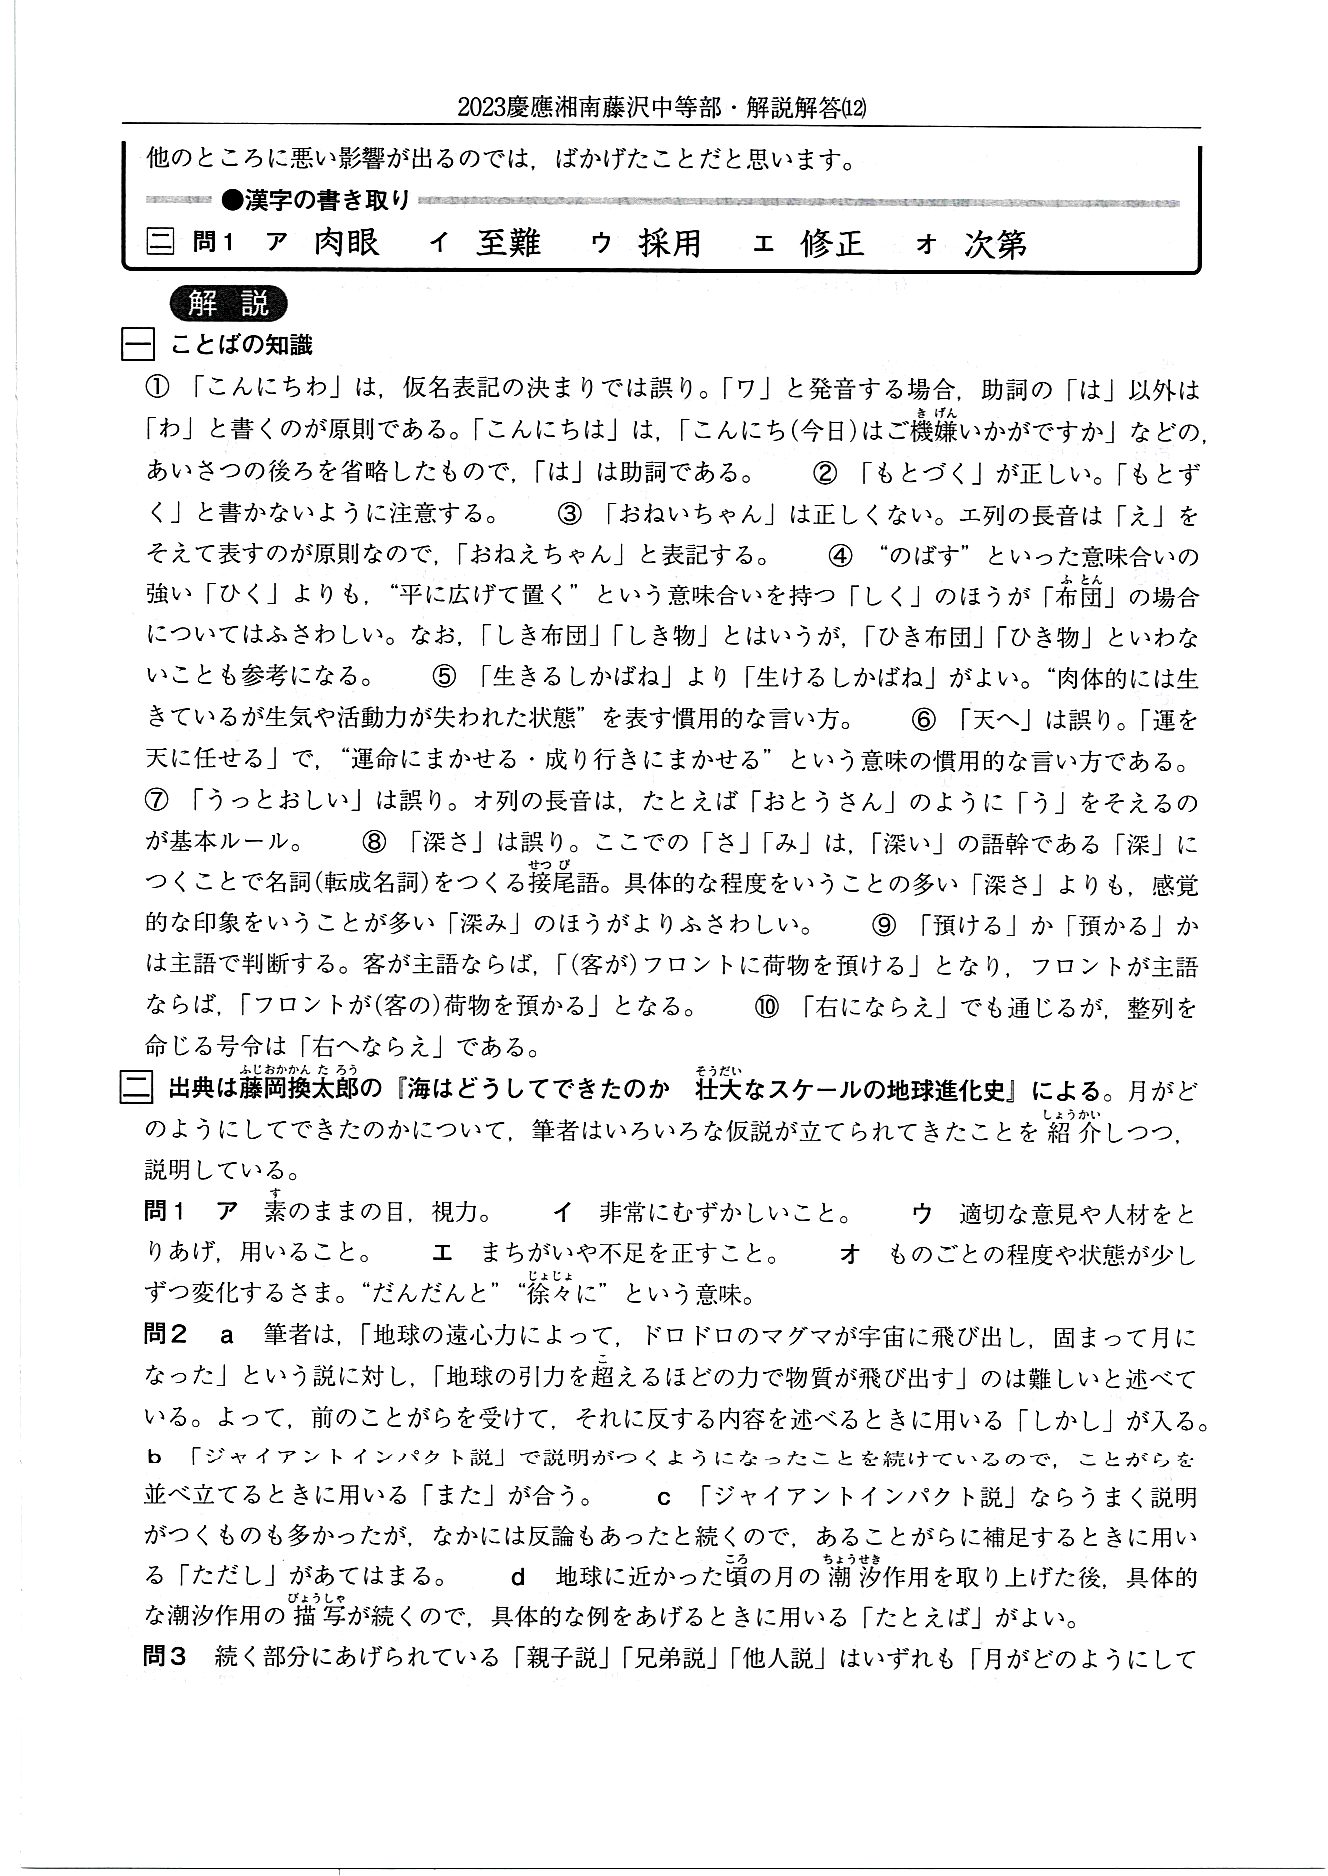 2023慶應湘南藤沢中等部・解説解答⑿
他のところに悪い影響が出るのでは，ばかげたことだと思います。
●漢字の書き取り
二 問1 ア 肉眼 イ 至難 ウ 採用 エ 修正 オ 次第
解説
一 ことばの知識
① 「こんにちわ」は，仮名表記の決まりでは誤り。「ワ」と発音する場合，助詞の「は」以外は
「わ」と書くのが原則である。「こんにちは」は，「こんにち(今日)はご機嫌いかがですか」などの，
あいさつの後ろを省略したもので，「は」は助詞である。 ② 「もとづく」が正しい。「もとず
く」と書かないように注意する。 ③ 「おねいちゃん」は正しくない。エ列の長音は「え」を
そえて表すのが原則なので，「おねえちゃん」と表記する。 ④ “のばす”といった意味合いの
強い「ひく」よりも，“平に広げて置く”という意味合いを持つ「しく」のほうが「布団」の場合
についてはふさわしい。なお，「しき布団」「しき物」とはいうが，「ひき布団」「ひき物」といわな
いことも参考になる。 ⑤ 「生きるしかばね」より「生けるしかばね」がよい。“肉体的には生
きているが生気や活動力が失われた状態”を表す慣用的な言い方。 ⑥ 「天へ」は誤り。「運を
天に任せる」で，“運命にまかせる・成り行きにまかせる”という意味の慣用的な言い方である。
⑦ 「うっとおしい」は誤り。オ列の長音は，たとえば「おとうさん」のように「う」をそえるの
が基本ルール。 ⑧ 「深さ」は誤り。ここでの「さ」「み」は，「深い」の語幹である「深」に
つくことで名詞(転成名詞)をつくる接尾語。具体的な程度をいうことの多い「深さ」よりも，感覚
的な印象をいうことが多い「深み」のほうがよりふさわしい。 ⑨ 「預ける」か「預かる」か
は主語で判断する。客が主語ならば，「(客が)フロントに荷物を預ける」となり，フロントが主語
ならば，「フロントが(客の)荷物を預かる」となる。 ⑩ 「右にならえ」でも通じるが，整列を
命じる号令は「右へならえ」である。
二 出典は藤岡換太郎の『海はどうしてできたのか 壮大なスケールの地球進化史』による。月がど
のようにしてできたのかについて，筆者はいろいろな仮説が立てられてきたことを紹介しつつ，
説明している。
問1 ア 素のままの目，視力。 イ 非常にむずかしいこと。 ウ 適切な意見や人材をと
りあげ，用いること。 エ まちがいや不足を正すこと。 オ ものごとの程度や状態が少し
ずつ変化するさま。“だんだんと”“徐々に”という意味。
問2 a 筆者は，「地球の遠心力によって，ドロドロのマグマが宇宙に飛び出し，固まって月に
なった」という説に対し，「地球の引力を超えるほどの力で物質が飛び出す」のは難しいと述べて
いる。よって，前のことがらを受けて，それに反する内容を述べるときに用いる「しかし」が入る。
b 「ジャイアントインパクト説」で説明がつくようになったことを続けているので，ことがらを
並べ立てるときに用いる「また」が合う。 c 「ジャイアントインパクト説」ならうまく説明
がつくものも多かったが，なかには反論もあったと続くので，あることがらに補足するときに用い
る「ただし」があてはまる。 d 地球に近かった頃の月の潮汐作用を取り上げた後，具体的
な潮汐作用の描写が続くので，具体的な例をあげるときに用いる「たとえば」がよい。
問3 続く部分にあげられている「親子説」「兄弟説」「他人説」はいずれも「月がどのようにして